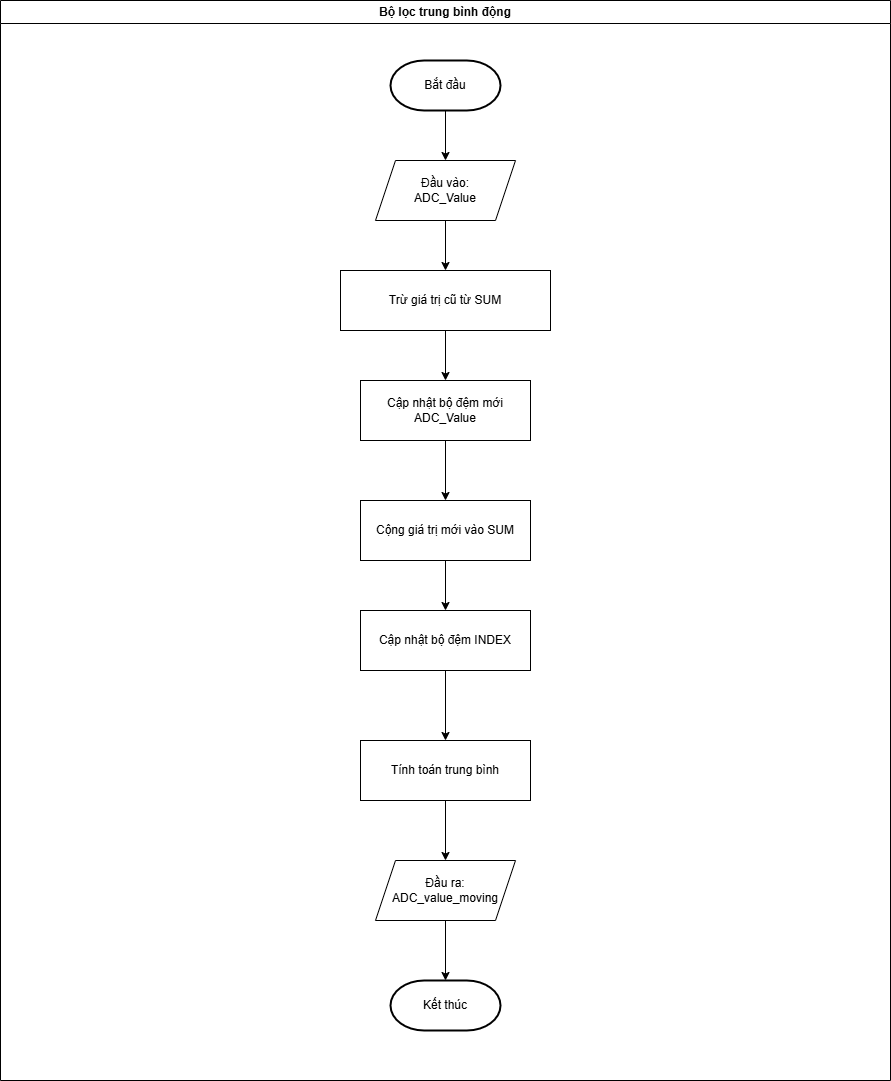 Bộ lọc trung bình động
Bắt đầu
Đầu vào:
ADC_Value
Trừ giá trị cũ từ SUM
Cập nhật bộ đệm mới
ADC_Value
Cộng giá trị mới vào SUM
Cập nhật bộ đệm INDEX
Tính toán trung bình
Đầu ra:
ADC_value_moving
Kết thúc